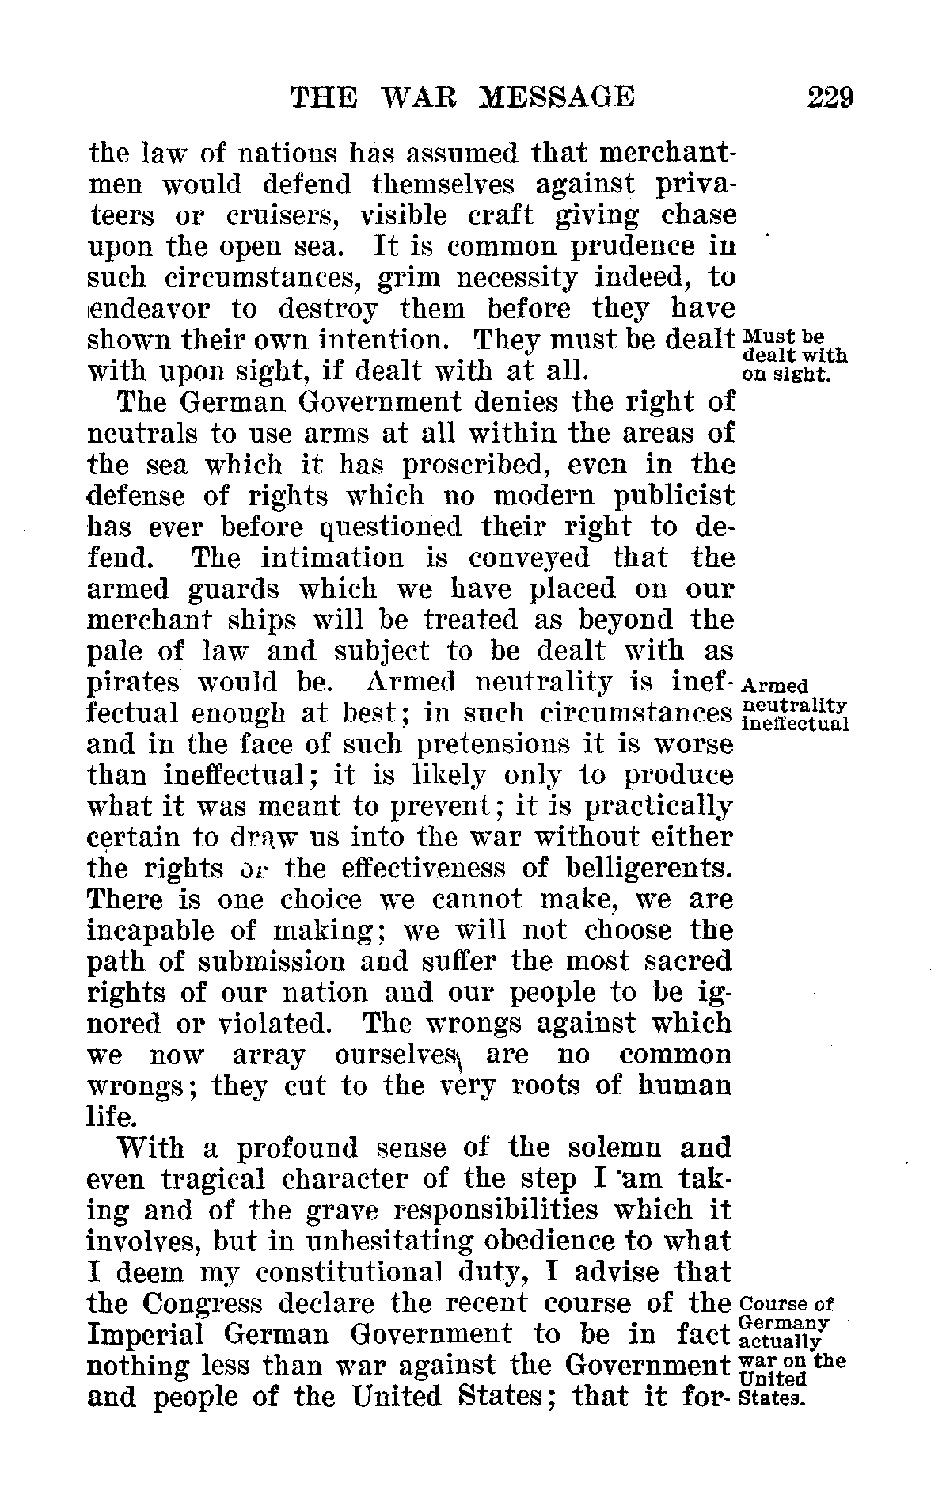 THE WAR MESSAGE 229
the law of nations has assumed that merchant-
men would defend themselves against priva-
teers or cruisers, visible craft giving chase
upon the open sea. It is common prudence in
such circumstances, grim necessity indeed, to
endeavor to destroy them before they have
shown their own intention. They must be dealt
with upon sight, if dealt with at all.
Must be
dealt with
on sight.
The German Government denies the right of
neutrals to use arms at all within the areas of
the sea which it has proscribed, even in the
defense of rights which no modern publicist
has ever before questioned their right to de-
fend. The intimation is conveyed that the
armed guards which we have placed on our
merchant ships will be treated as beyond the
pale of law and subject to be dealt with as
pirates would be. Armed neutrality is inef-
fectual enough at best; in such circumstances
and in the face of such pretensions it is worse
than ineffectual; it is likely only to produce
what it was meant to prevent; it is practically
certain to draw us into the war without either
the rights or the effectiveness of belligerents.
There is one choice we cannot make, we are
incapable of making; we will not choose the
path of submission and suffer the most sacred
rights of our nation and our people to be ig-
nored or violated. The wrongs against which
we now array ourselves are no common
wrongs; they cut to the very roots of human
life.
Armed
neutrality
ineffectual
With a profound sense of the solemn and
even tragical character of the step I am tak-
ing and of the grave responsibilities which it
involves, but in unhesitating obedience to what
I deem my constitutional duty, I advise that
the Congress declare the recent course of the
Imperial German Government to be in fact
nothing less than war against the Government
and people of the United States; that it for-
Course of
Germany
actually
war on the
United
States.